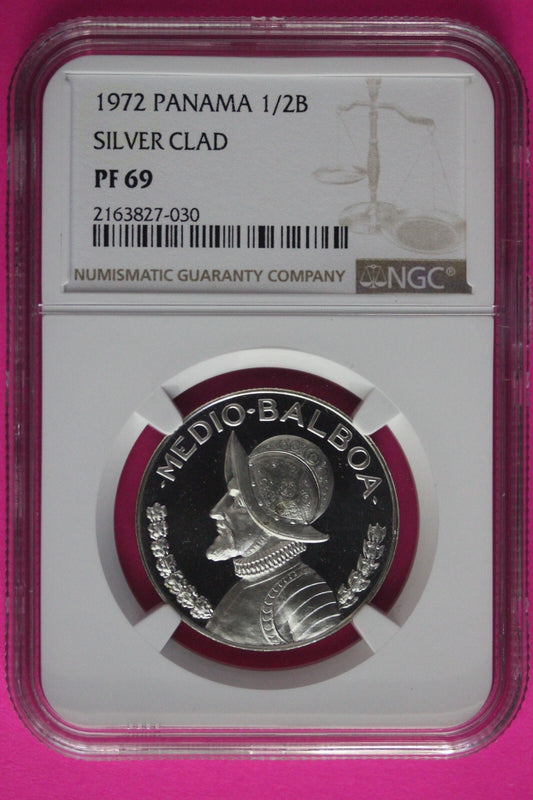 1972 PANAMA 1/2B
SILVER CLAD
PF 69
2163827-030
NUMISMATIC GUARANTY COMPANY NGC®
·MEDIO·BALBOA·